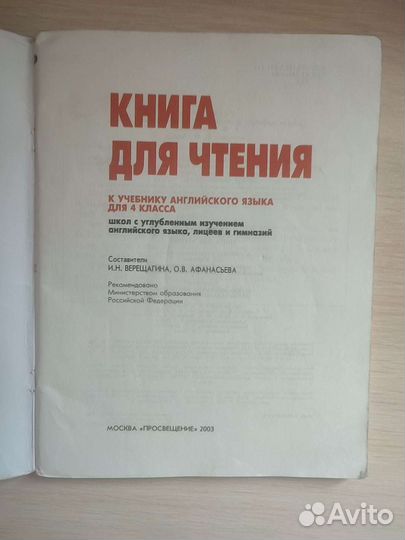 КНИГА
ДЛЯ ЧТЕНИЯ
К УЧЕБНИКУ АНГЛИЙСКОГО ЯЗЫКА
ДЛЯ 4 КЛАССА
школ с углубленным изучением
английского языка, лицеев и гимназий
Составители
И.Н. ВЕРЕЩАГИНА, О.В. АФАНАСЬЕВА
Рекомендовано
Министерством образования
Российской Федерации
МОСКВА «ПРОСВЕЩЕНИЕ» 2003
Avito